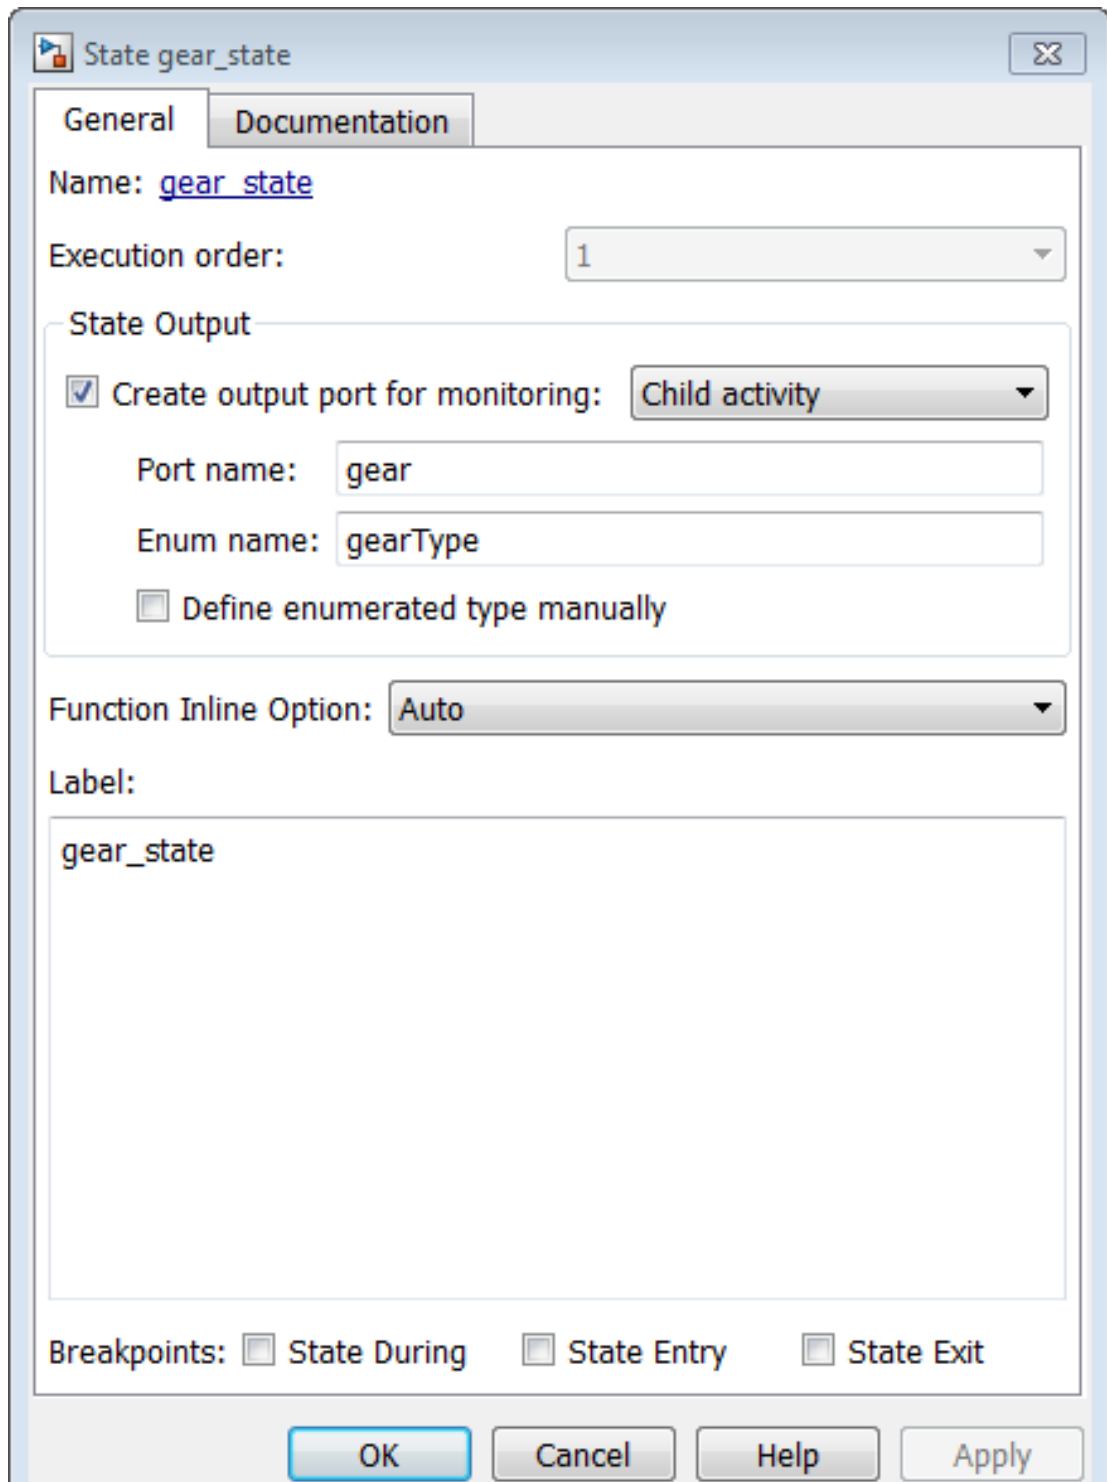 State gear_state
General Documentation
Name: gear_state
Execution order: 1
State Output
Create output port for monitoring: Child activity
Port name: gear
Enum name: gearType
Define enumerated type manually
Function Inline Option: Auto
Label:
gear_state
Breakpoints: State During State Entry State Exit
OK Cancel Help Apply